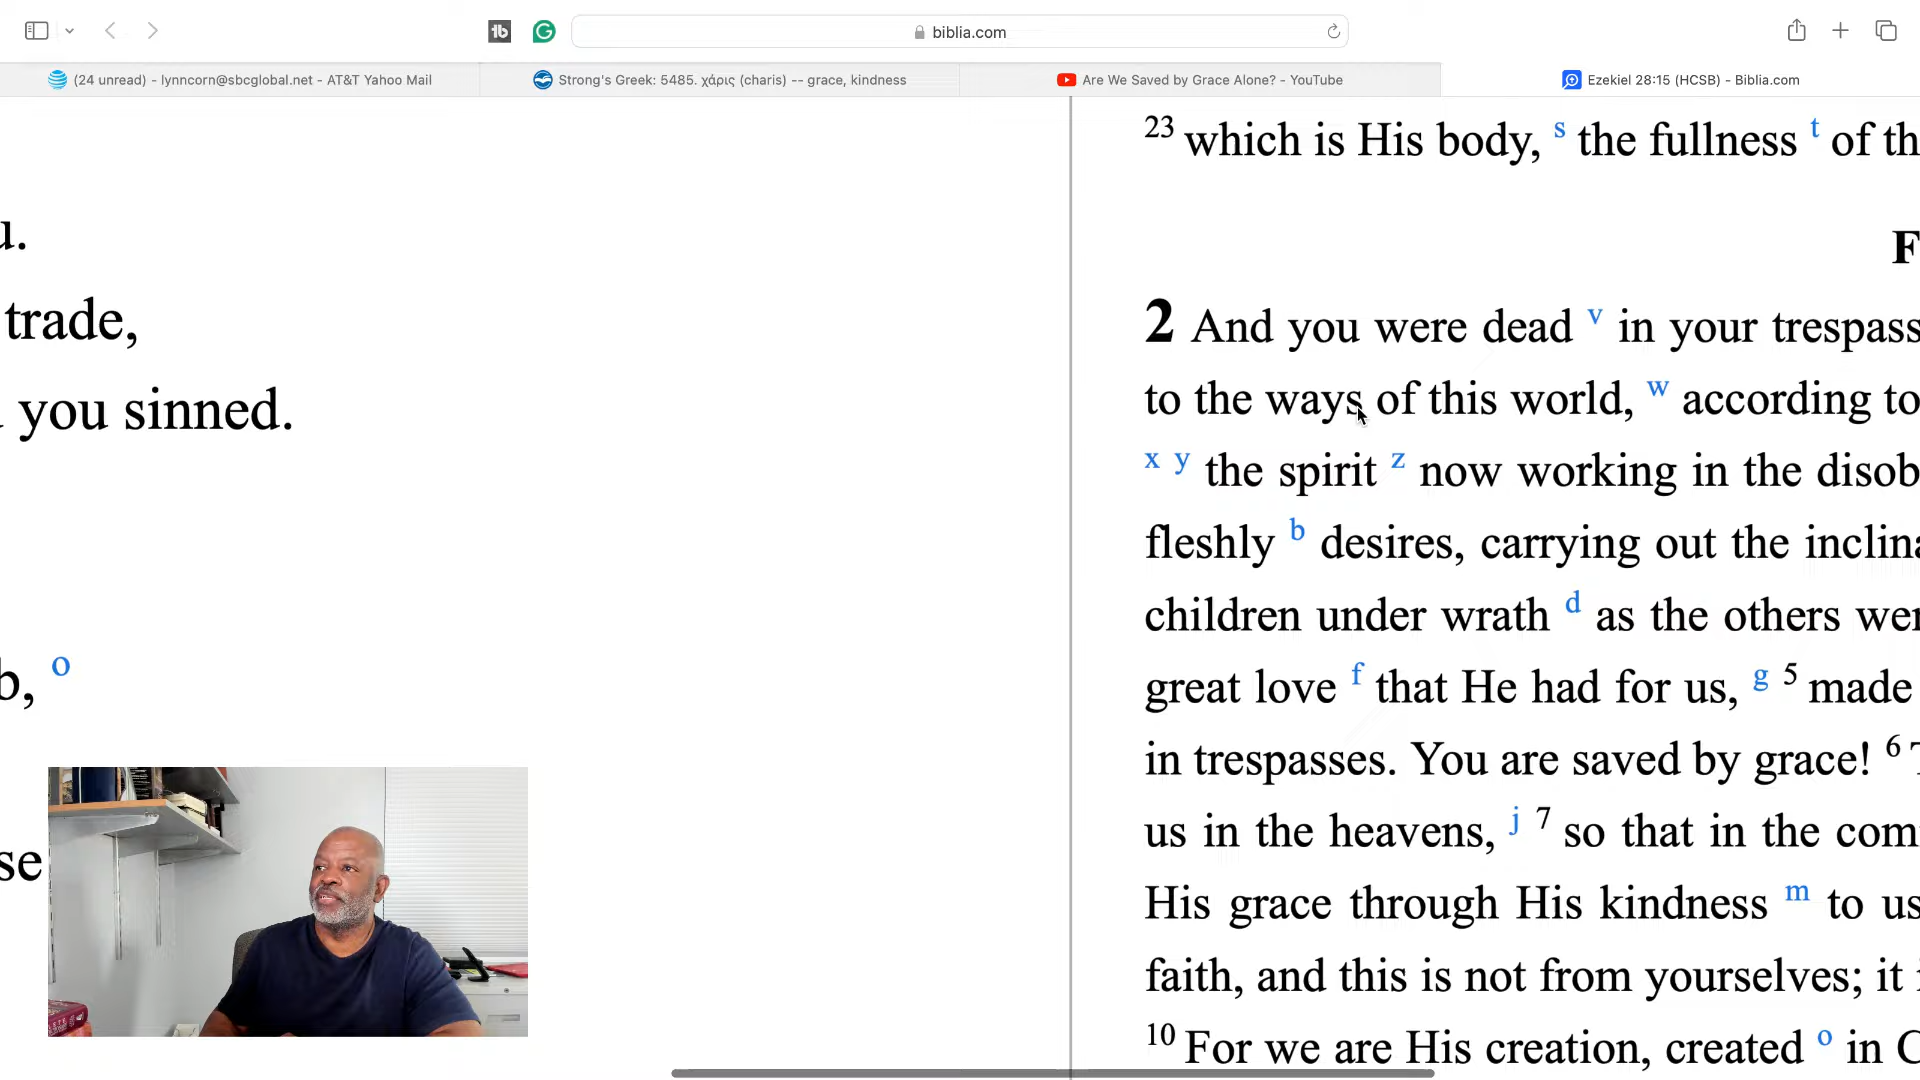 biblia.com
(24 unread) - lynncorn@sbcglobal.net - AT&T Yahoo Mail
Strong's Greek: 5485. χάρις (charis) -- grace, kindness
Are We Saved by Grace Alone? - YouTube
Ezekiel 28:15 (HCSB) - Biblia.com
u.
trade,
you sinned.
b, o
se
23 which is His body, s the fullness t of th
F
2 And you were dead v in your trespass
to the ways of this world, w according to
x y the spirit z now working in the disob
fleshly b desires, carrying out the inclina
children under wrath d as the others wer
great love f that He had for us, g 5 made
in trespasses. You are saved by grace! 6 T
us in the heavens, j 7 so that in the com
His grace through His kindness m to us
faith, and this is not from yourselves; it i
10 For we are His creation, created o in C